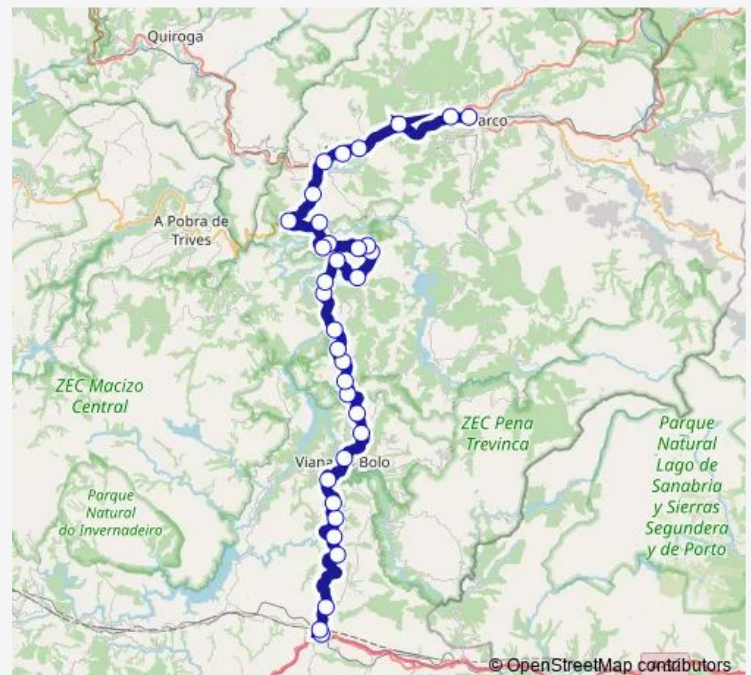 Quiroga
arco
A Pobra de
Trives
ZEC Macizo
Central
ZEC Pena
Trevinca
Parque
Natural
Lago de
Sanabria
y Sierras
Segundera
y de Porto
Viana
Bolo
Parque
Natural
do Invernadeiro
© OpenStreetMap contributors